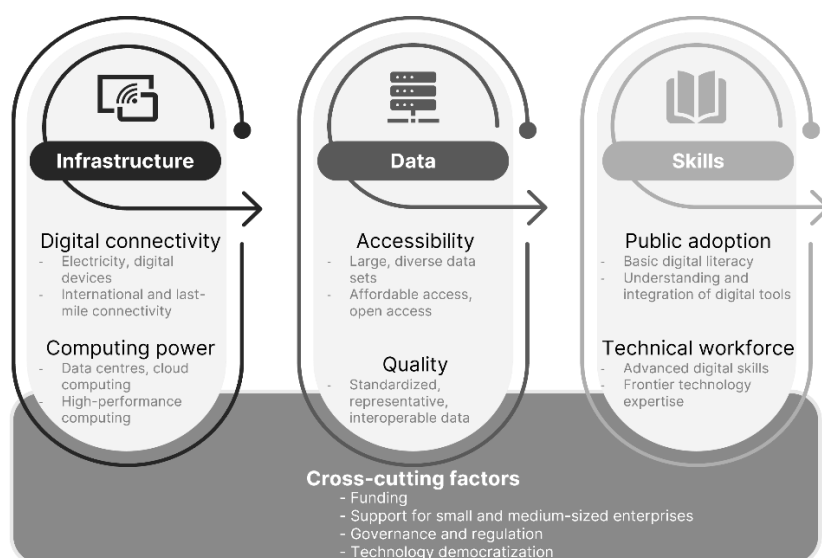 Infrastructure
Digital connectivity
- Electricity, digital
devices
- International and last-
mile connectivity
Computing power
- Data centres, cloud
computing
- High-performance
computing
Data
Accessibility
- Large, diverse data
sets
- Affordable access,
open access
Quality
- Standardized,
representative,
interoperable data
Skills
Public adoption
- Basic digital literacy
- Understanding and
integration of digital tools
Technical workforce
- Advanced digital skills
- Frontier technology
expertise
Cross-cutting factors
- Funding
- Support for small and medium-sized enterprises
- Governance and regulation
- Technology democratization